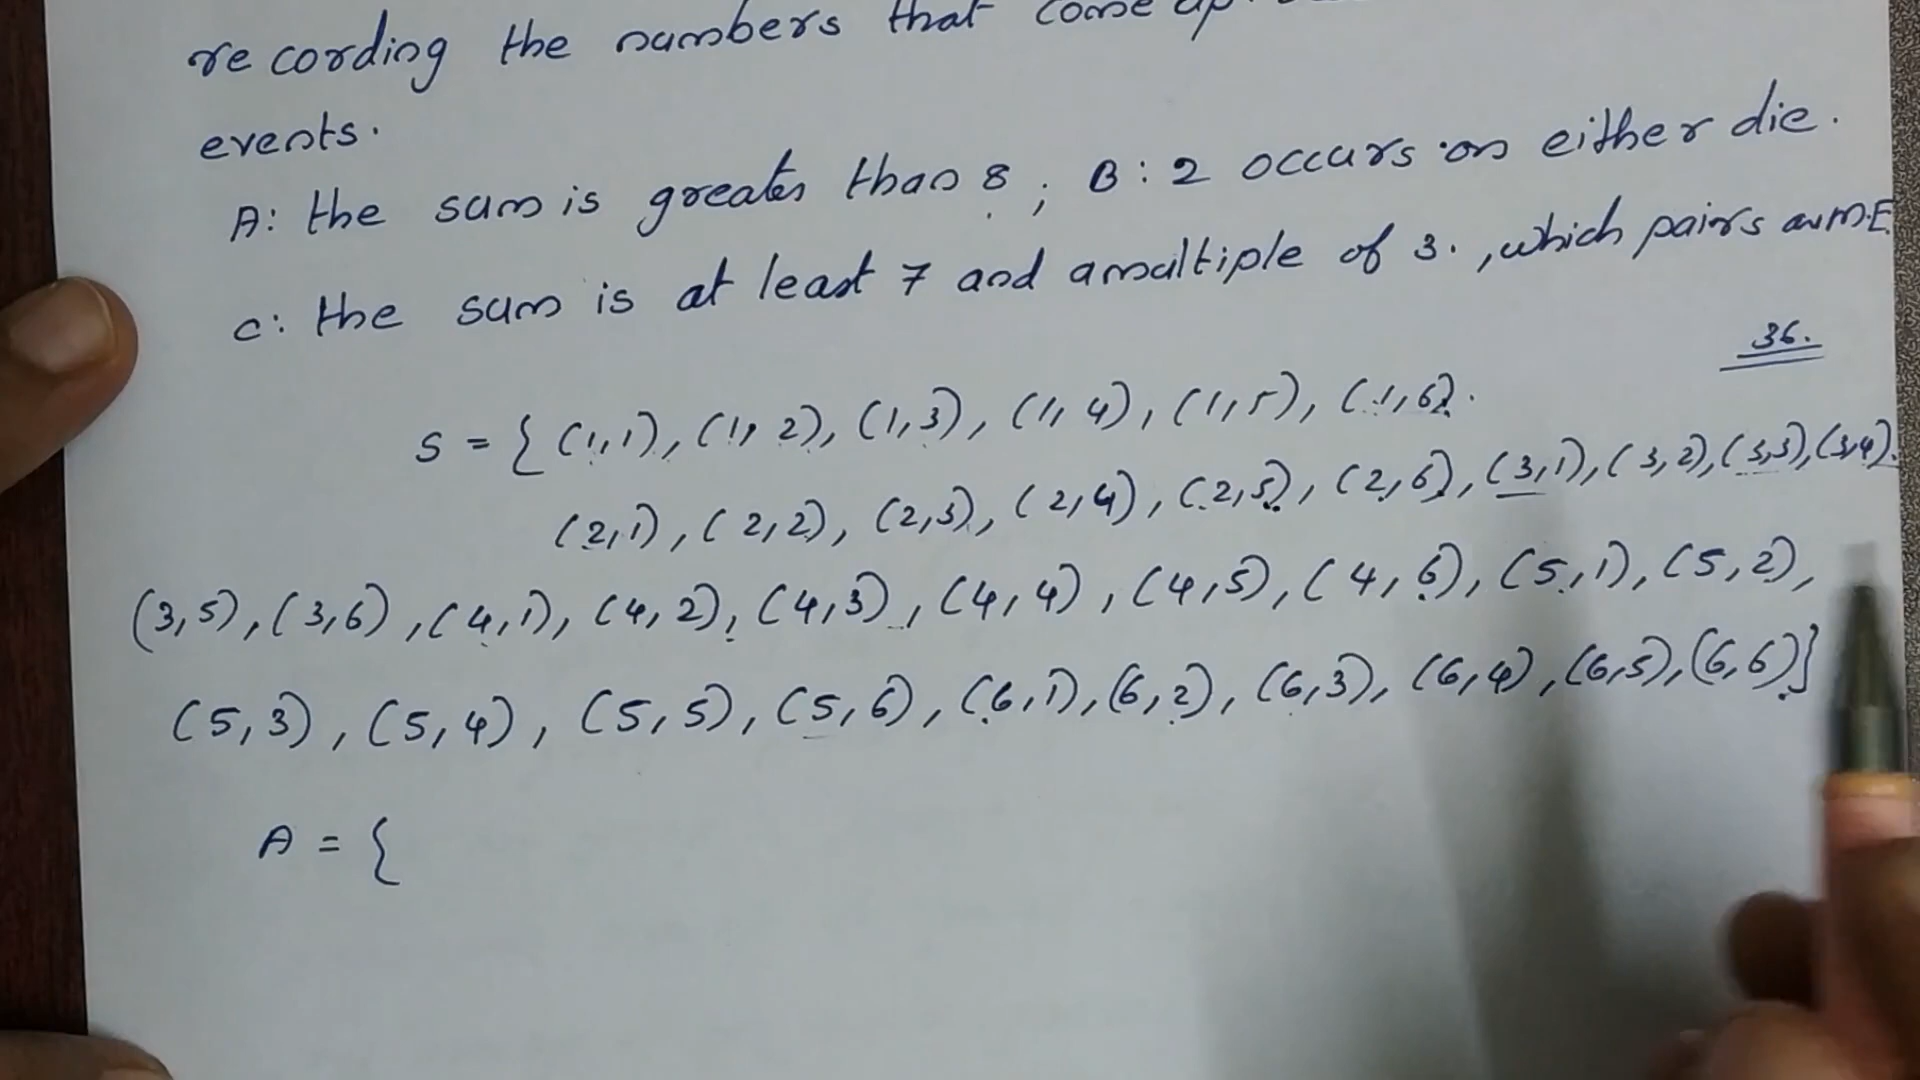 recording the numbers that come up
events.
A: the sum is greater than 8 ; B : 2 occurs on either die.
C: the sum is at least 7 and a multiple of 3. , which pairs are M.E.
36.
S = { (1,1), (1, 2), (1,3), (1, 4), (1,5), (1,6).
(2,1), (2,2), (2,3), (2,4), (2,5), (2,6), (3,1), (3,2), (3,3), (3,4).
(3,5), (3,6), (4,1), (4,2), (4,3), (4,4), (4,5), (4,6), (5,1), (5,2),
(5,3), (5,4), (5,5), (5,6), (6,1), (6,2), (6,3), (6,4), (6,5), (6,6)}
A = {